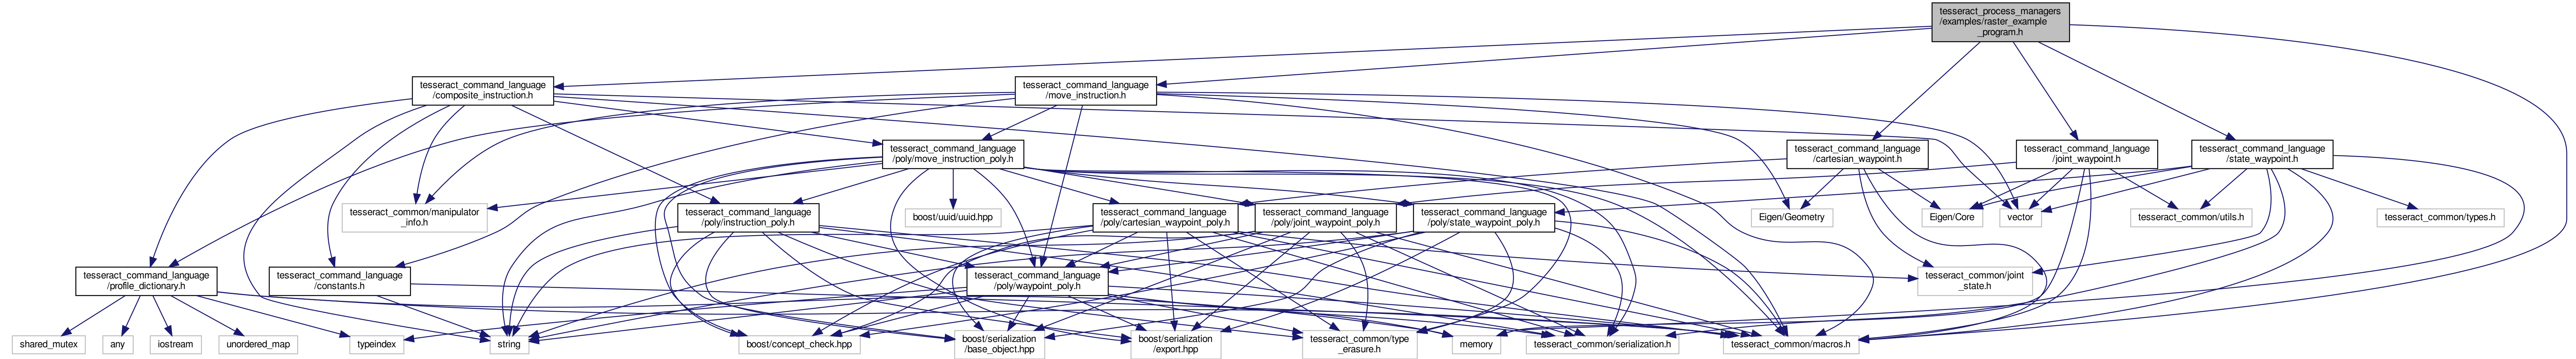 tesseract_process_managers
/examples/raster_example
_program.h
tesseract_command_language
/composite_instruction.h
tesseract_command_language
/move_instruction.h
tesseract_command_language
/poly/move_instruction_poly.h
tesseract_command_language
/cartesian_waypoint.h
tesseract_command_language
/joint_waypoint.h
tesseract_command_language
/state_waypoint.h
tesseract_common/manipulator
_info.h
tesseract_command_language
/poly/instruction_poly.h
boost/uuid/uuid.hpp
tesseract_command_language
/poly/cartesian_waypoint_poly.h
tesseract_command_language
/poly/joint_waypoint_poly.h
tesseract_command_language
/poly/state_waypoint_poly.h
Eigen/Geometry
Eigen/Core
vector
tesseract_common/utils.h
tesseract_common/types.h
tesseract_command_language
/profile_dictionary.h
tesseract_command_language
/constants.h
tesseract_command_language
/poly/waypoint_poly.h
tesseract_common/joint
_state.h
shared_mutex
any
iostream
unordered_map
typeindex
string
boost/concept_check.hpp
boost/serialization
/base_object.hpp
boost/serialization
/export.hpp
tesseract_common/type
_erasure.h
memory
tesseract_common/serialization.h
tesseract_common/macros.h